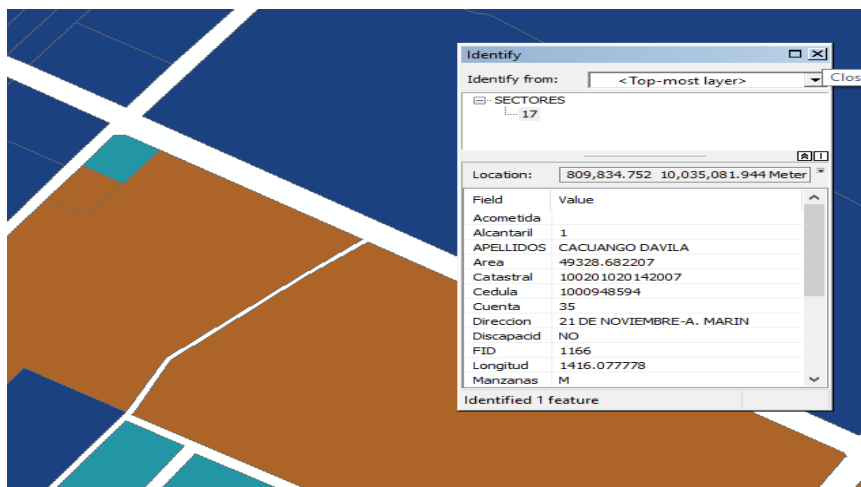 Identify
Identify from: <Top-most layer>
Clos
SECTORES
17
Location: 809,834.752 10,035,081.944 Meter
Field Value
Acometida
Alcantaril 1
APELLIDOS CACUANGO DAVILA
Area 49328.682207
Catastral 100201020142007
Cedula 1000948594
Cuenta 35
Direccion 21 DE NOVIEMBRE-A. MARIN
Discapacid NO
FID 1166
Longitud 1416.077778
Manzanas M
Identified 1 feature